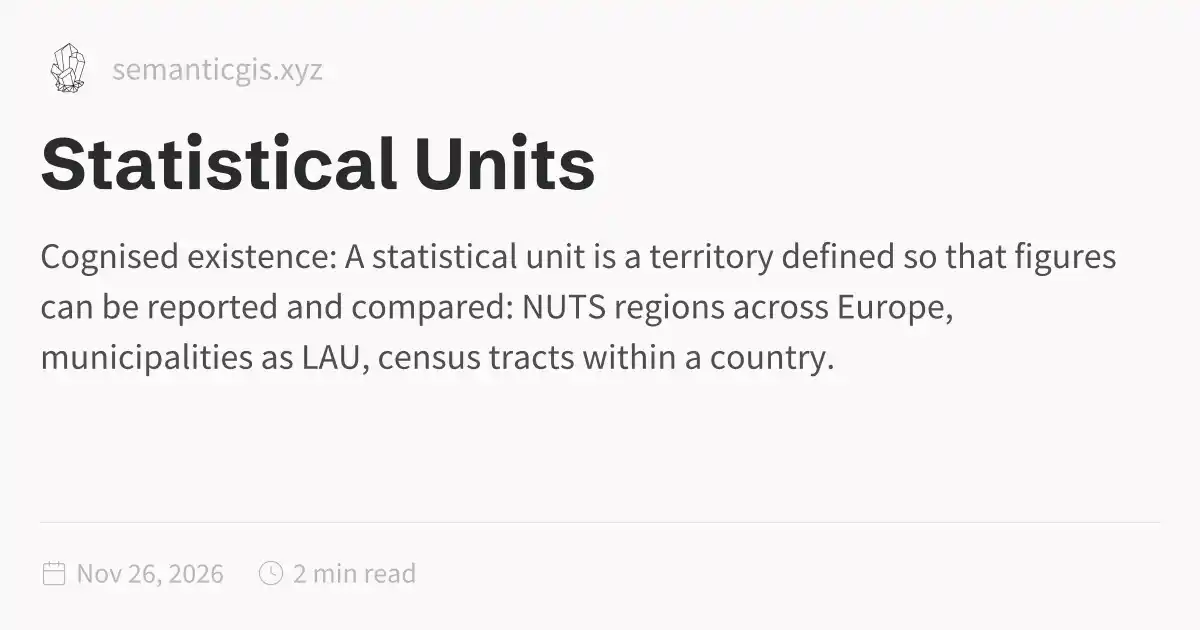 semanticgis.xyz
Statistical Units
Cognised existence: A statistical unit is a territory defined so that figures
can be reported and compared: NUTS regions across Europe,
municipalities as LAU, census tracts within a country.
Nov 26, 2026 2 min read